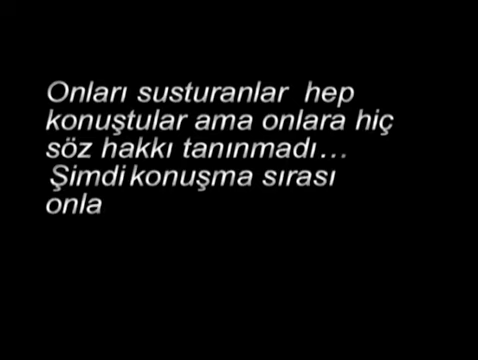 Onları susturanlar hep
konuştular ama onlara hiç
söz hakkı tanınmadı...
Şimdi konuşma sırası
onla